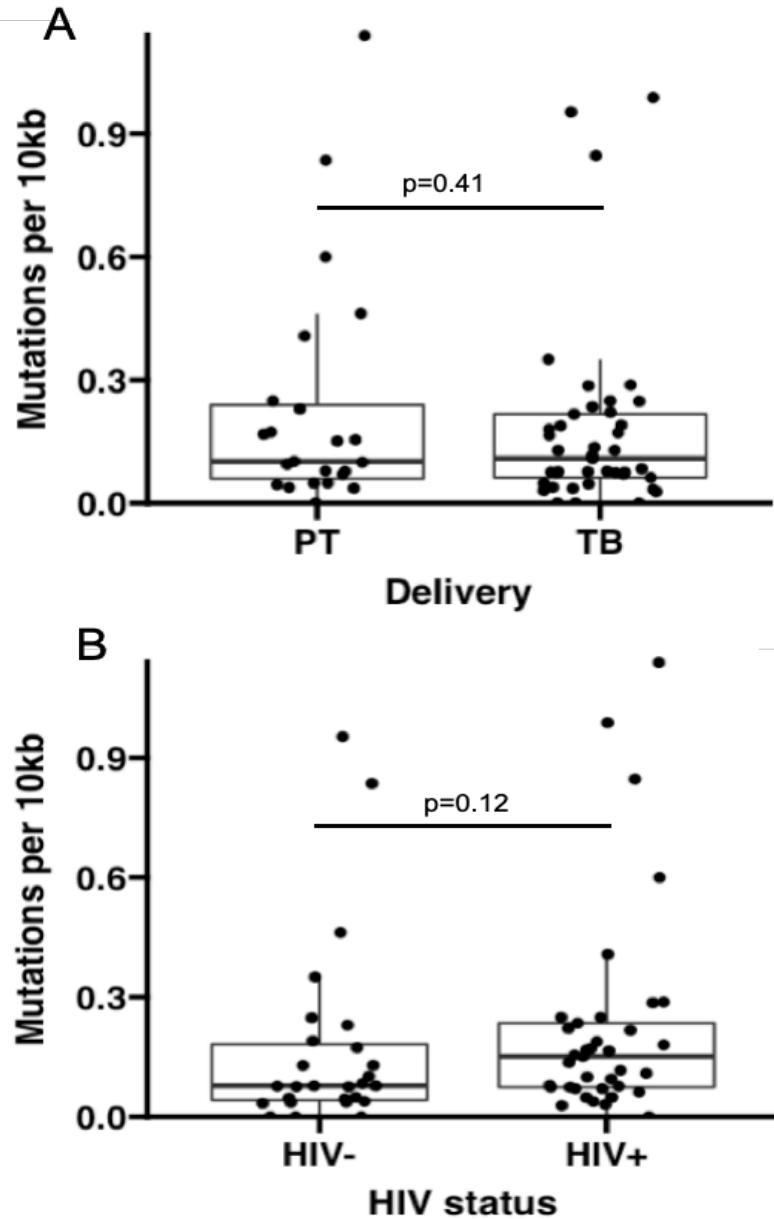 A
Mutations per 10kb
0.9
0.6
0.3
0.0
p=0.41
PT
TB
Delivery
B
Mutations per 10kb
0.9
0.6
0.3
0.0
p=0.12
HIV-
HIV+
HIV status